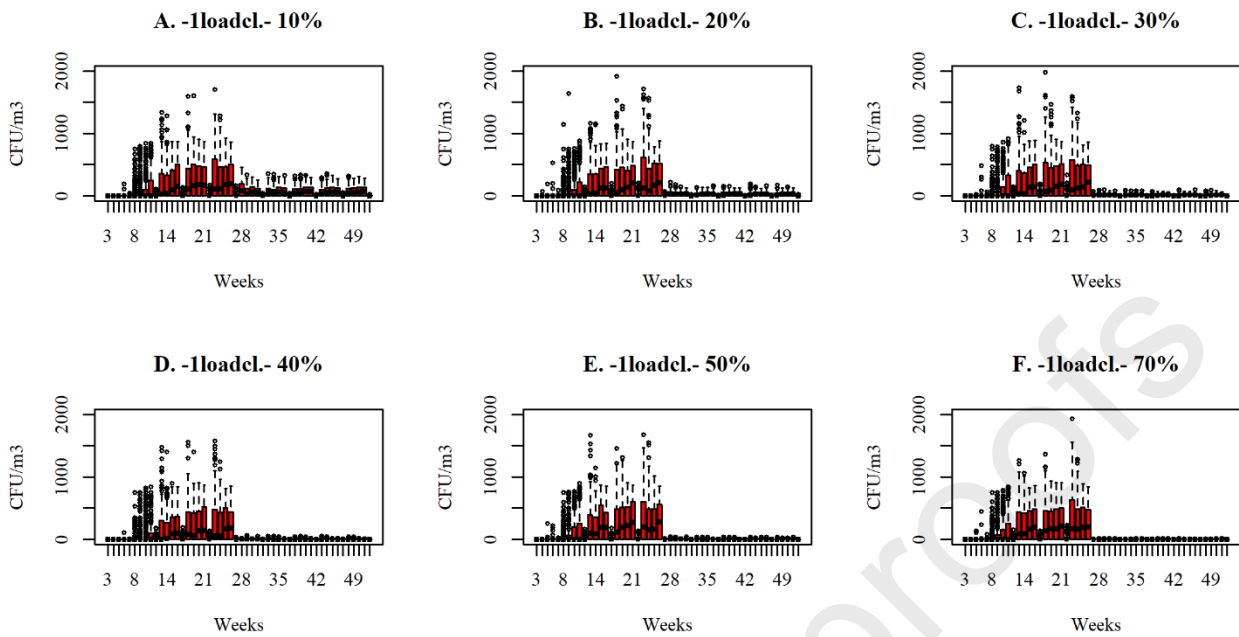 A. -1loadcl.- 10%
B. -1loadcl.- 20%
C. -1loadcl.- 30%
CFU/m3
0 1000 2000
3 8 14 21 28 35 42 49
Weeks
CFU/m3
0 1000 2000
3 8 14 21 28 35 42 49
Weeks
CFU/m3
0 1000 2000
3 8 14 21 28 35 42 49
Weeks
D. -1loadcl.- 40%
E. -1loadcl.- 50%
F. -1loadcl.- 70%
CFU/m3
0 1000 2000
3 8 14 21 28 35 42 49
Weeks
CFU/m3
0 1000 2000
3 8 14 21 28 35 42 49
Weeks
CFU/m3
0 1000 2000
3 8 14 21 28 35 42 49
Weeks
roofs